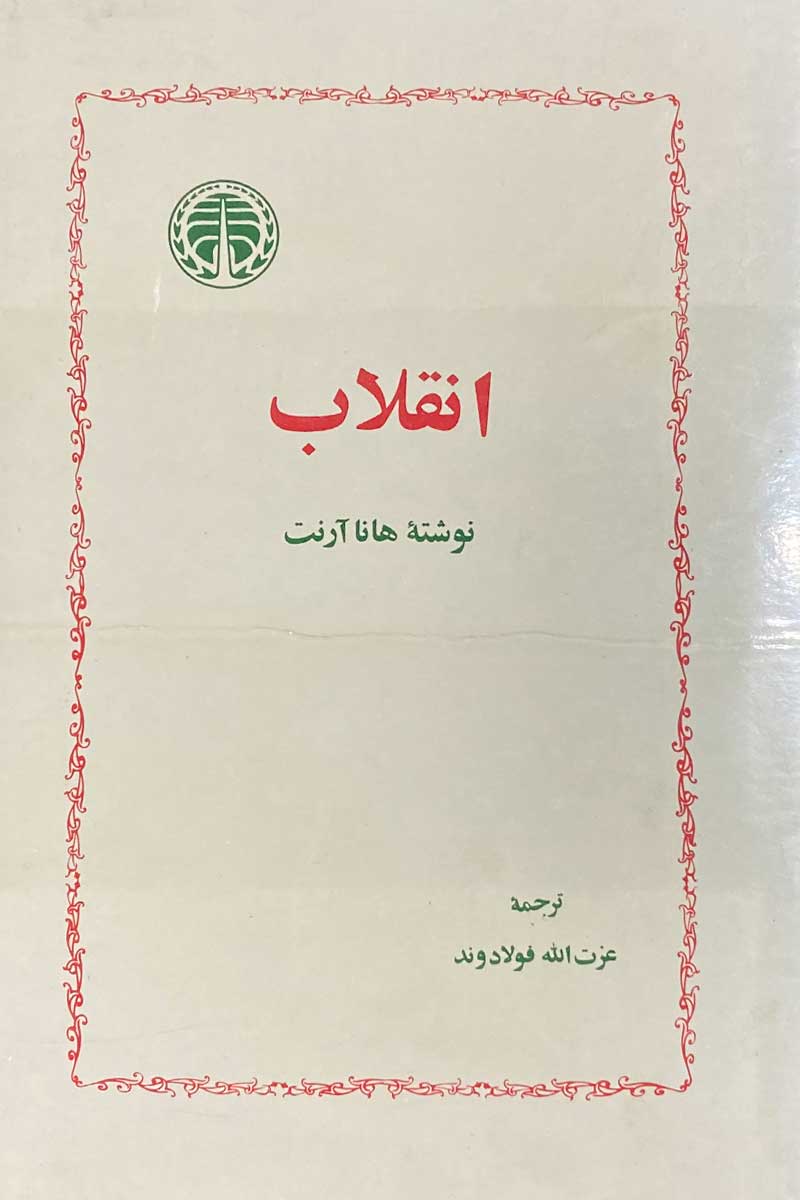 انقلاب
نوشتهٔ هانا آرنت
ترجمهٔ
عزت‌الله فولادوند